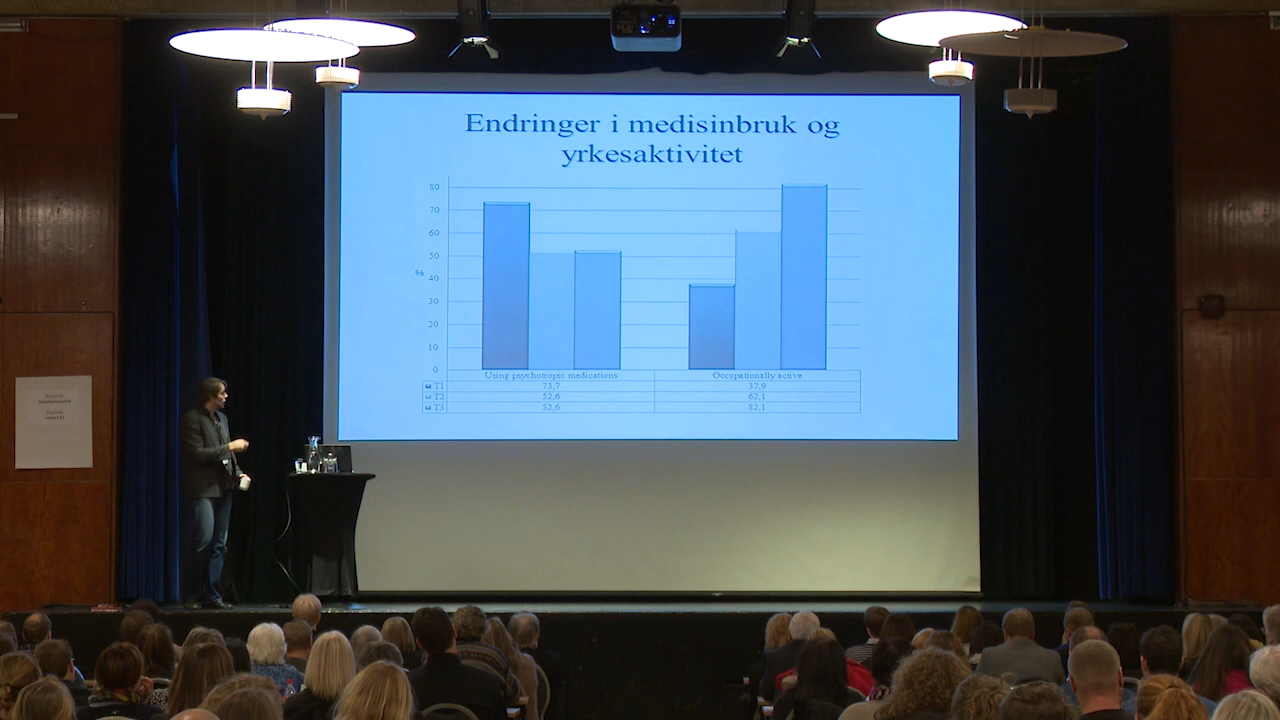 Endringer i medisinbruk og
yrkesaktivitet
80
70
60
50
%
40
30
20
10
0
Using psychotropic medications Occupationally active
T1 73,7 37,9
T2 52,6 62,1
T3 52,6 82,1